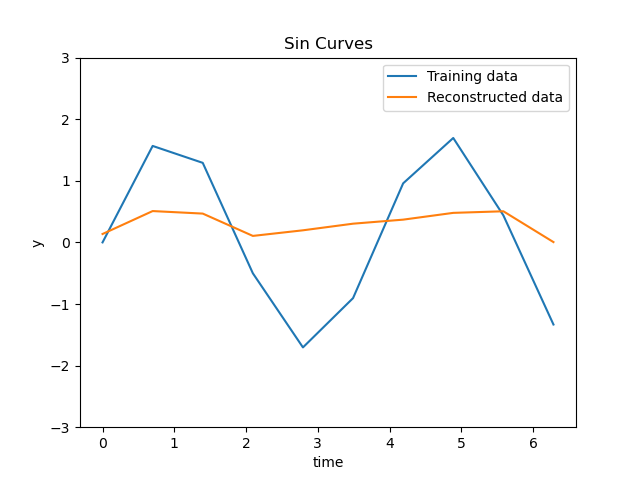 Sin Curves
Training data
Reconstructed data
3
2
1
0
−1
−2
−3
y
0 1 2 3 4 5 6
time